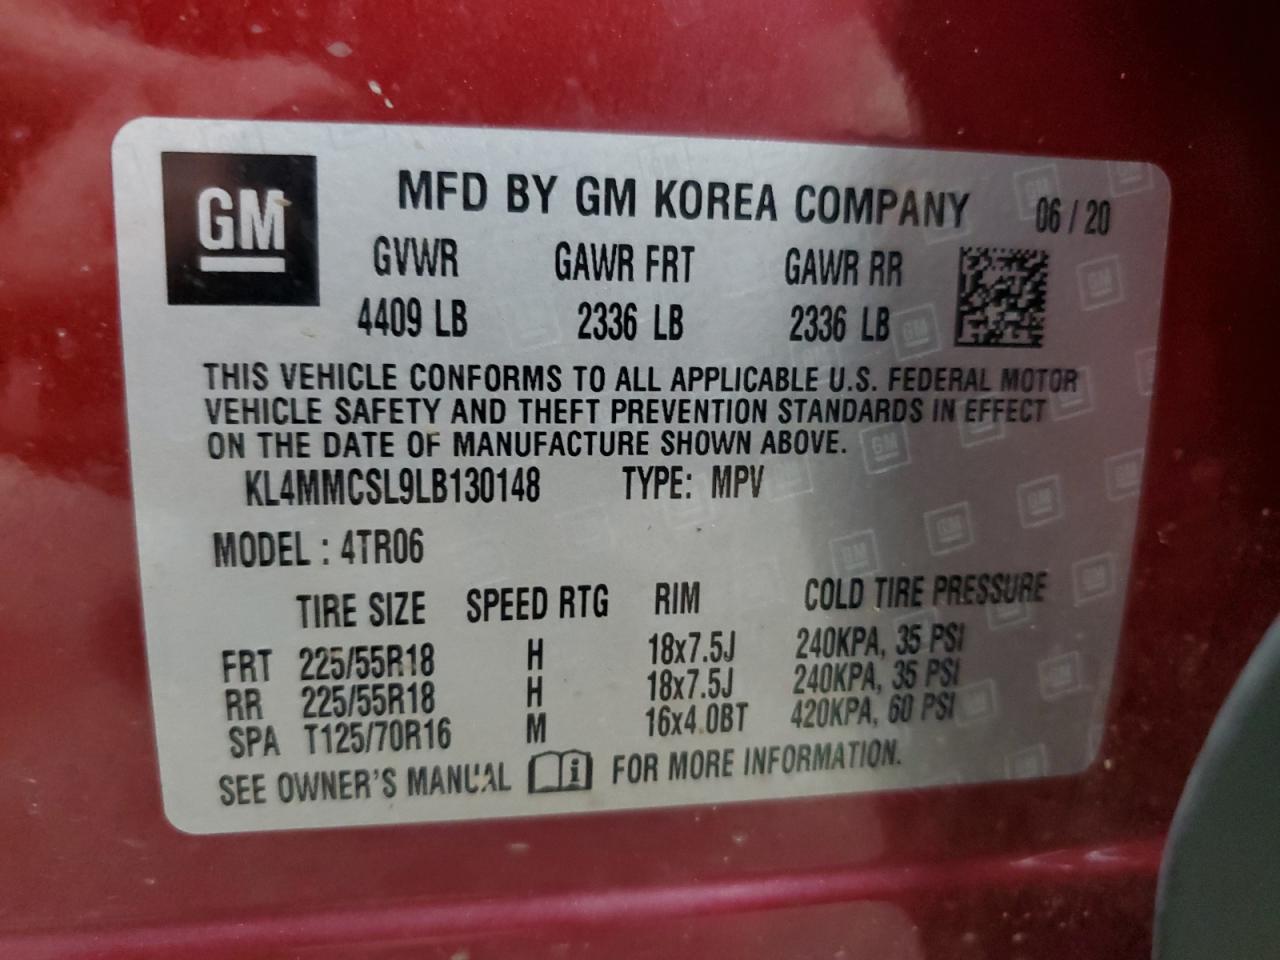 GM
MFD BY GM KOREA COMPANY 06 / 20
GVWR GAWR FRT GAWR RR
4409 LB 2336 LB 2336 LB
THIS VEHICLE CONFORMS TO ALL APPLICABLE U.S. FEDERAL MOTOR
VEHICLE SAFETY AND THEFT PREVENTION STANDARDS IN EFFECT
ON THE DATE OF MANUFACTURE SHOWN ABOVE.
KL4MMCSL9LB130148 TYPE: MPV
MODEL : 4TR06
TIRE SIZE SPEED RTG RIM COLD TIRE PRESSURE
FRT 225/55R18 H 18x7.5J 240KPA, 35 PSI
RR 225/55R18 H 18x7.5J 240KPA, 35 PSI
SPA T125/70R16 M 16x4.0BT 420KPA, 60 PSI
SEE OWNER'S MANUAL i FOR MORE INFORMATION.